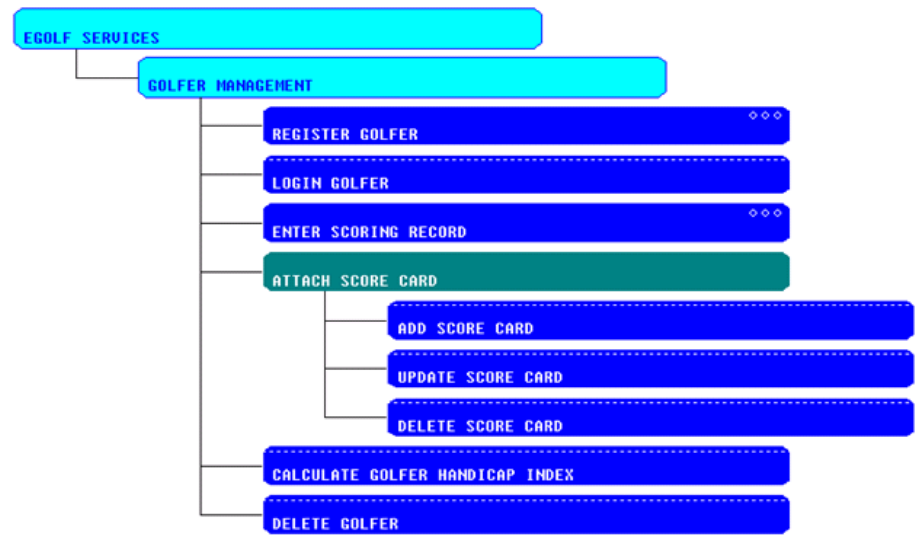 EGOLF SERVICES
GOLFER MANAGEMENT
REGISTER GOLFER
LOGIN GOLFER
ENTER SCORING RECORD
ATTACH SCORE CARD
ADD SCORE CARD
UPDATE SCORE CARD
DELETE SCORE CARD
CALCULATE GOLFER HANDICAP INDEX
DELETE GOLFER